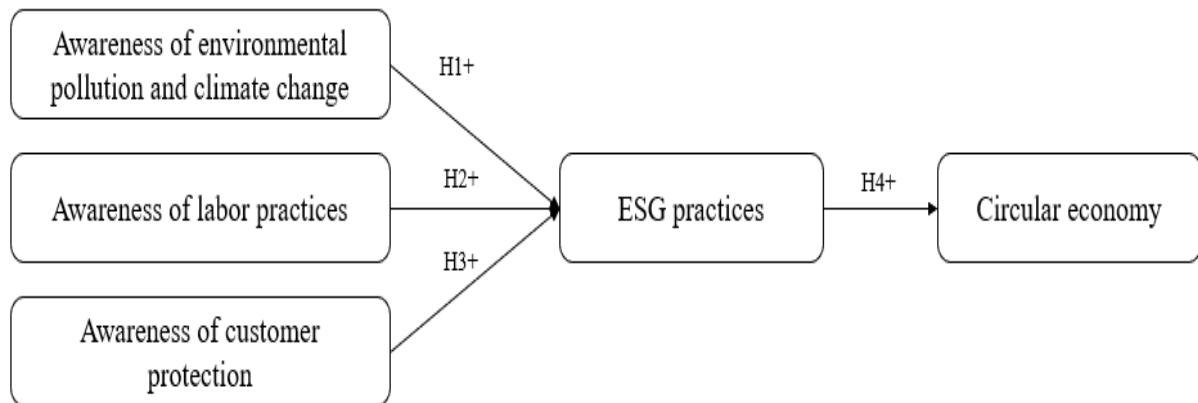 Awareness of environmental
pollution and climate change
H1+
Awareness of labor practices
H2+
ESG practices
H4+
Circular economy
H3+
Awareness of customer
protection